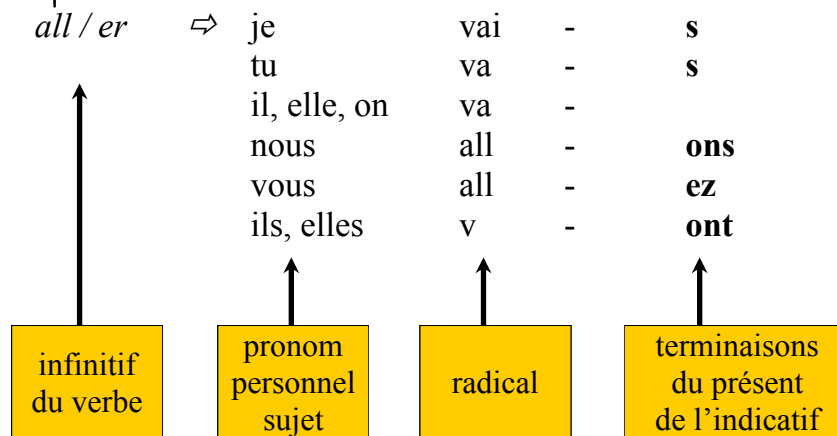 all / er ⇨ je vai - s
tu va - s
il, elle, on va -
nous all - ons
vous all - ez
ils, elles v - ont
infinitif
du verbe
pronom
personnel
sujet
radical
terminaisons
du présent
de l’indicatif